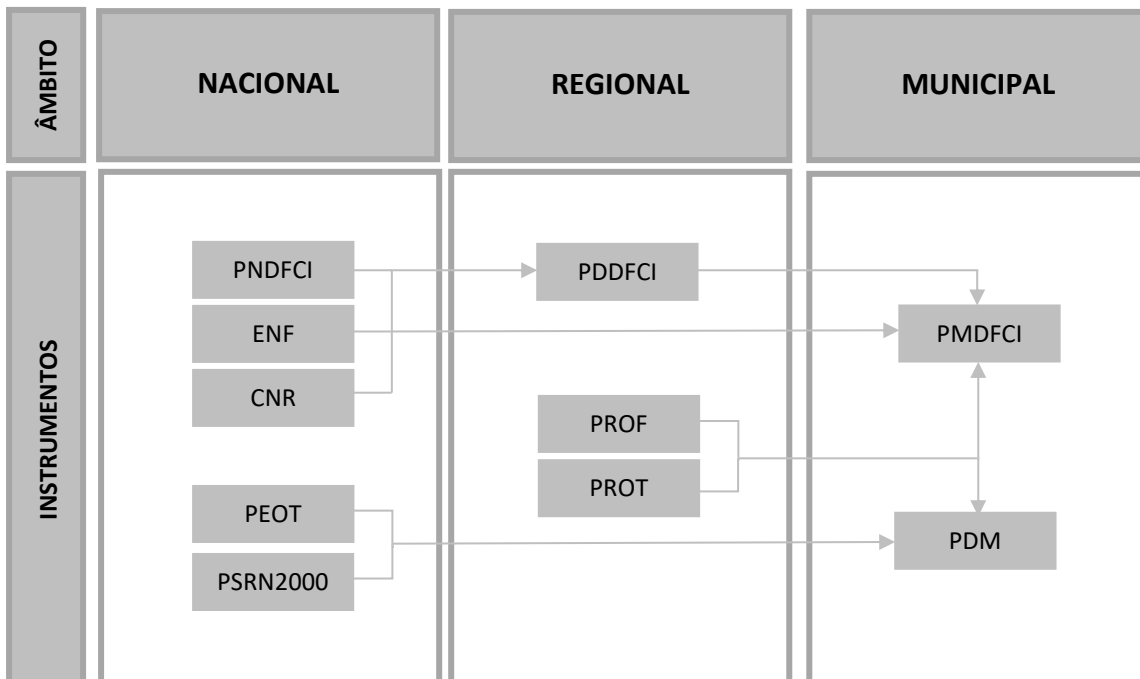 ÂMBITO
NACIONAL
REGIONAL
MUNICIPAL
INSTRUMENTOS
PNDFCI
ENF
CNR
PEOT
PSRN2000
PDDFCI
PROF
PROT
PMDFCI
PDM